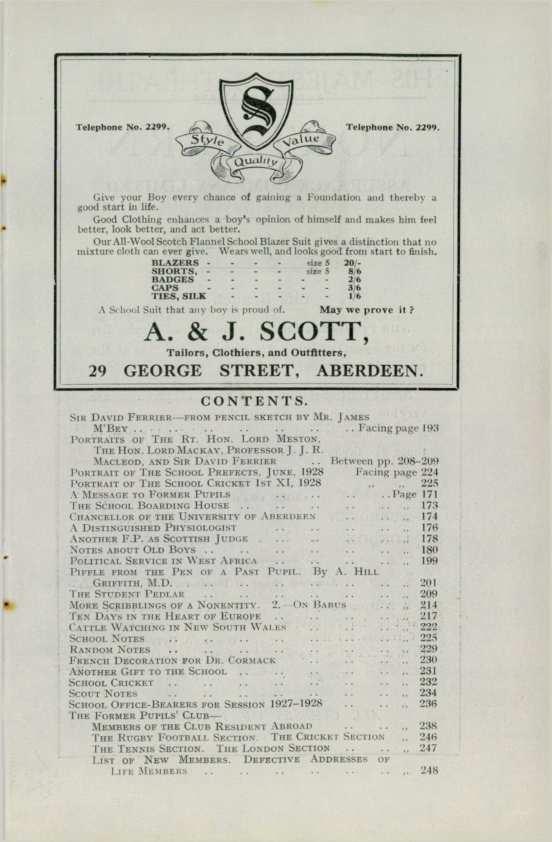 S
Telephone No. 2299.
Telephone No. 2299.
Style
Value
Quality
Give your Boy every chance of gaining a Foundation and thereby a
good start in life.
Good Clothing enhances a boy's opinion of himself and makes him feel
better, look better, and act better.
Our All-Wool Scotch Flannel School Blazer Suit gives a distinction that no
mixture cloth can ever give. Wears well, and looks good from start to finish.
BLAZERS - - - - - size 5 20/-
SHORTS, - - - - - size 5 8/6
BADGES - - - - - - 2/6
CAPS - - - - - - 3/6
TIES, SILK - - - - - 1/6
A School Suit that any boy is proud of. May we prove it ?
A. & J. SCOTT,
Tailors, Clothiers, and Outfitters,
29 GEORGE STREET, ABERDEEN.
CONTENTS.
SIR DAVID FERRIER—FROM PENCIL SKETCH BY MR. JAMES
M'BEY .. .. .. .. .. .. .. Facing page 193
PORTRAITS OF THE RT. HON. LORD MESTON,
THE HON. LORD MACKAY, PROFESSOR J. J. R.
MACLEOD, AND SIR DAVID FERRIER .. Between pp. 208–209
PORTRAIT OF THE SCHOOL PREFECTS, JUNE, 1928 Facing page 224
PORTRAIT OF THE SCHOOL CRICKET 1ST XI, 1928 ,, ,, 225
A MESSAGE TO FORMER PUPILS .. .. .. .. Page 171
THE SCHOOL BOARDING HOUSE .. .. .. .. .. ,, 173
CHANCELLOR OF THE UNIVERSITY OF ABERDEEN .. .. ,, 174
A DISTINGUISHED PHYSIOLOGIST .. .. .. .. ,, 176
ANOTHER F.P. AS SCOTTISH JUDGE .. .. .. .. ,, 178
NOTES ABOUT OLD BOYS .. .. .. .. .. .. ,, 180
POLITICAL SERVICE IN WEST AFRICA .. .. .. .. ,, 199
PIFFLE FROM THE PEN OF A PAST PUPIL. By A. HILL
GRIFFITH, M.D. .. .. .. .. .. .. ,, 201
THE STUDENT PEDLAR .. .. .. .. .. .. ,, 209
MORE SCRIBBLINGS OF A NONENTITY. 2.—ON BABUS .. ,, 214
TEN DAYS IN THE HEART OF EUROPE .. .. .. .. ,, 217
CATTLE WATCHING IN NEW SOUTH WALES .. .. .. ,, 222
SCHOOL NOTES .. .. .. .. .. .. .. ,, 225
RANDOM NOTES .. .. .. .. .. .. .. ,, 229
FRENCH DECORATION FOR DR. CORMACK .. .. .. ,, 230
ANOTHER GIFT TO THE SCHOOL .. .. .. .. .. ,, 231
SCHOOL CRICKET .. .. .. .. .. .. .. ,, 232
SCOUT NOTES .. .. .. .. .. .. .. ,, 234
SCHOOL OFFICE-BEARERS FOR SESSION 1927–1928 .. .. ,, 236
THE FORMER PUPILS' CLUB—
MEMBERS OF THE CLUB RESIDENT ABROAD .. .. ,, 238
THE RUGBY FOOTBALL SECTION. THE CRICKET SECTION ,, 246
THE TENNIS SECTION. THE LONDON SECTION .. .. ,, 247
LIST OF NEW MEMBERS. DEFECTIVE ADDRESSES OF
LIFE MEMBERS .. .. .. .. .. .. ,, 248